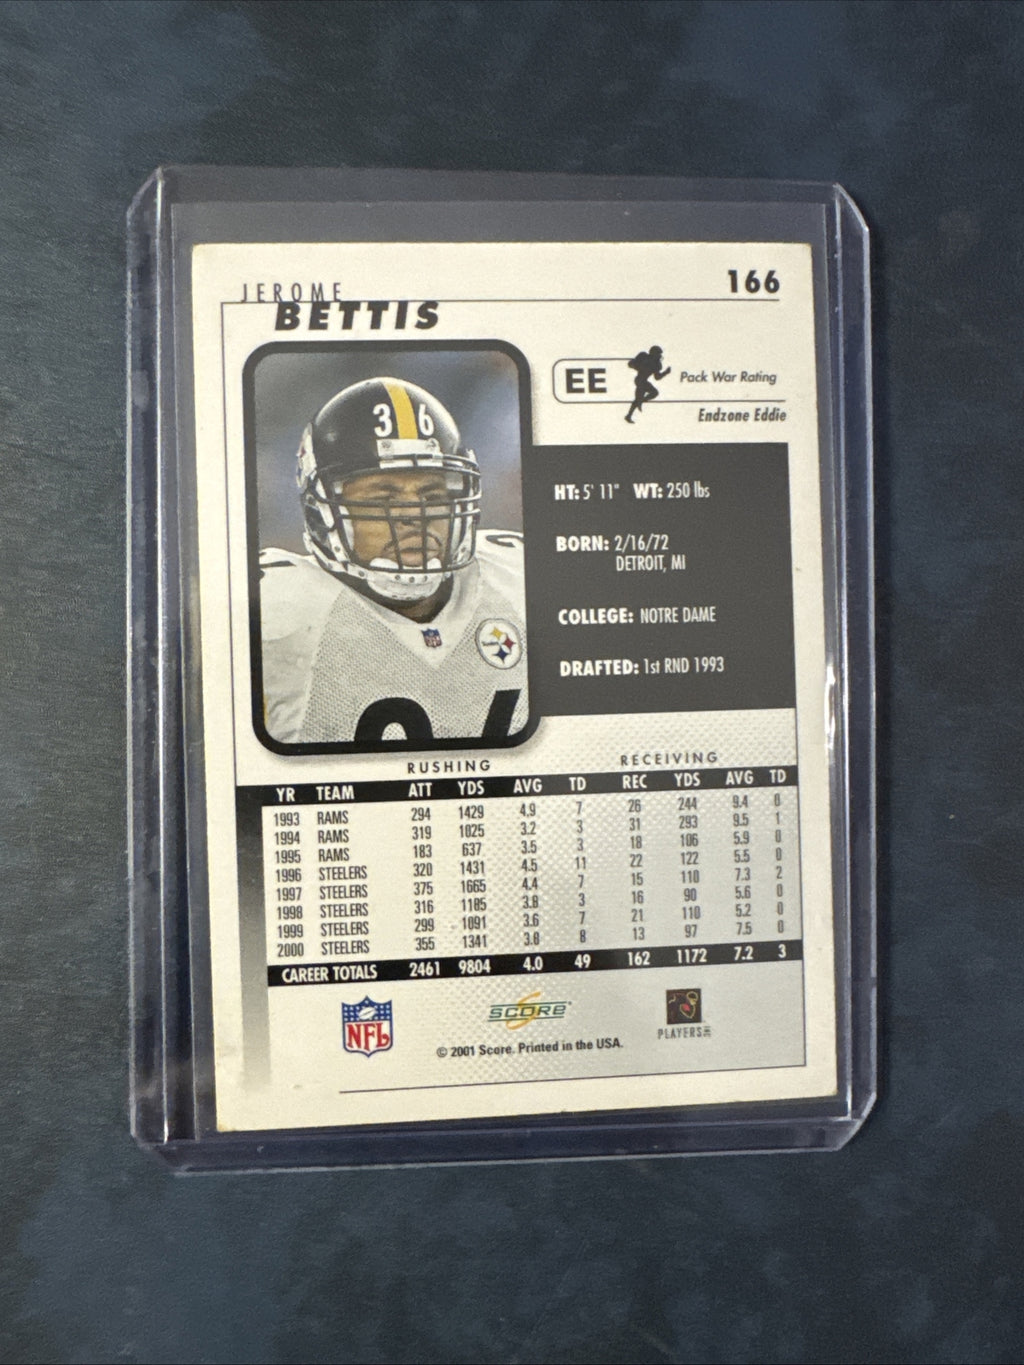 JEROME
BETTIS
166
36
EE Pack War Rating
Endzone Eddie
HT: 5' 11" WT: 250 lbs
BORN: 2/16/72
DETROIT, MI
COLLEGE: NOTRE DAME
DRAFTED: 1st RND 1993
Steelers
RUSHING RECEIVING
YR TEAM ATT YDS AVG TD REC YDS AVG TD
1993 RAMS 294 1429 4.9 7 26 244 9.4 0
1994 RAMS 319 1025 3.2 3 31 293 9.5 1
1995 RAMS 183 637 3.5 3 18 106 5.9 0
1996 STEELERS 320 1431 4.5 11 22 122 5.5 0
1997 STEELERS 375 1665 4.4 7 15 110 7.3 2
1998 STEELERS 316 1185 3.8 3 16 90 5.6 0
1999 STEELERS 299 1091 3.6 7 21 110 5.2 0
2000 STEELERS 355 1341 3.8 8 13 97 7.5 0
CAREER TOTALS 2461 9804 4.0 49 162 1172 7.2 3
NFL SCORE PLAYERS INC
© 2001 Score. Printed in the USA.